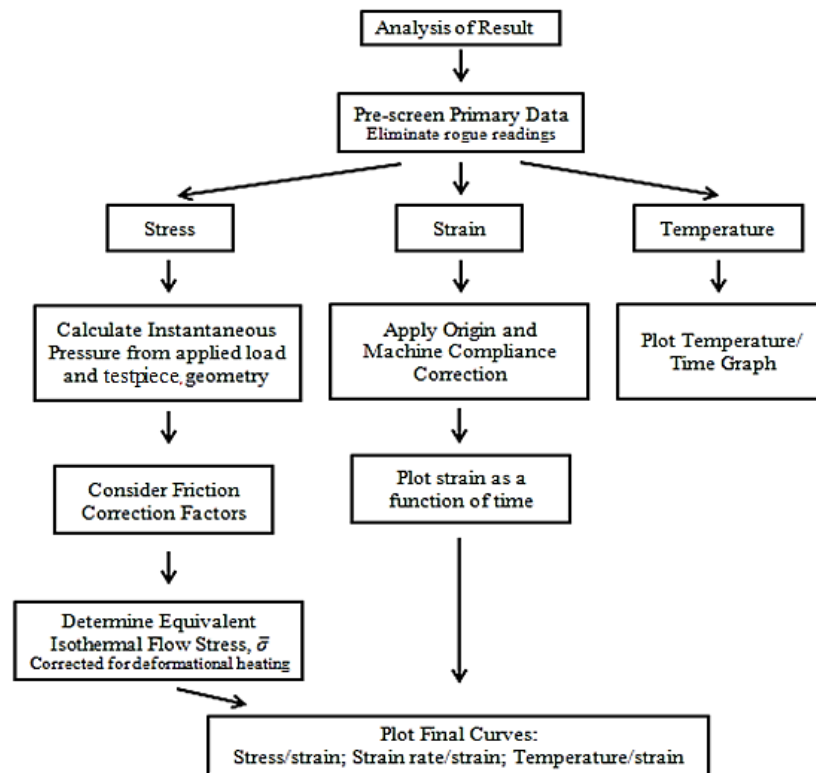 Analysis of Result
Pre-screen Primary Data
Eliminate rogue readings
Stress
Strain
Temperature
Calculate Instantaneous
Pressure from applied load
and testpiece, geometry
Apply Origin and
Machine Compliance
Correction
Plot Temperature/
Time Graph
Consider Friction
Correction Factors
Plot strain as a
function of time
Determine Equivalent
Isothermal Flow Stress, σ̄
Corrected for deformational heating
Plot Final Curves:
Stress/strain; Strain rate/strain; Temperature/strain